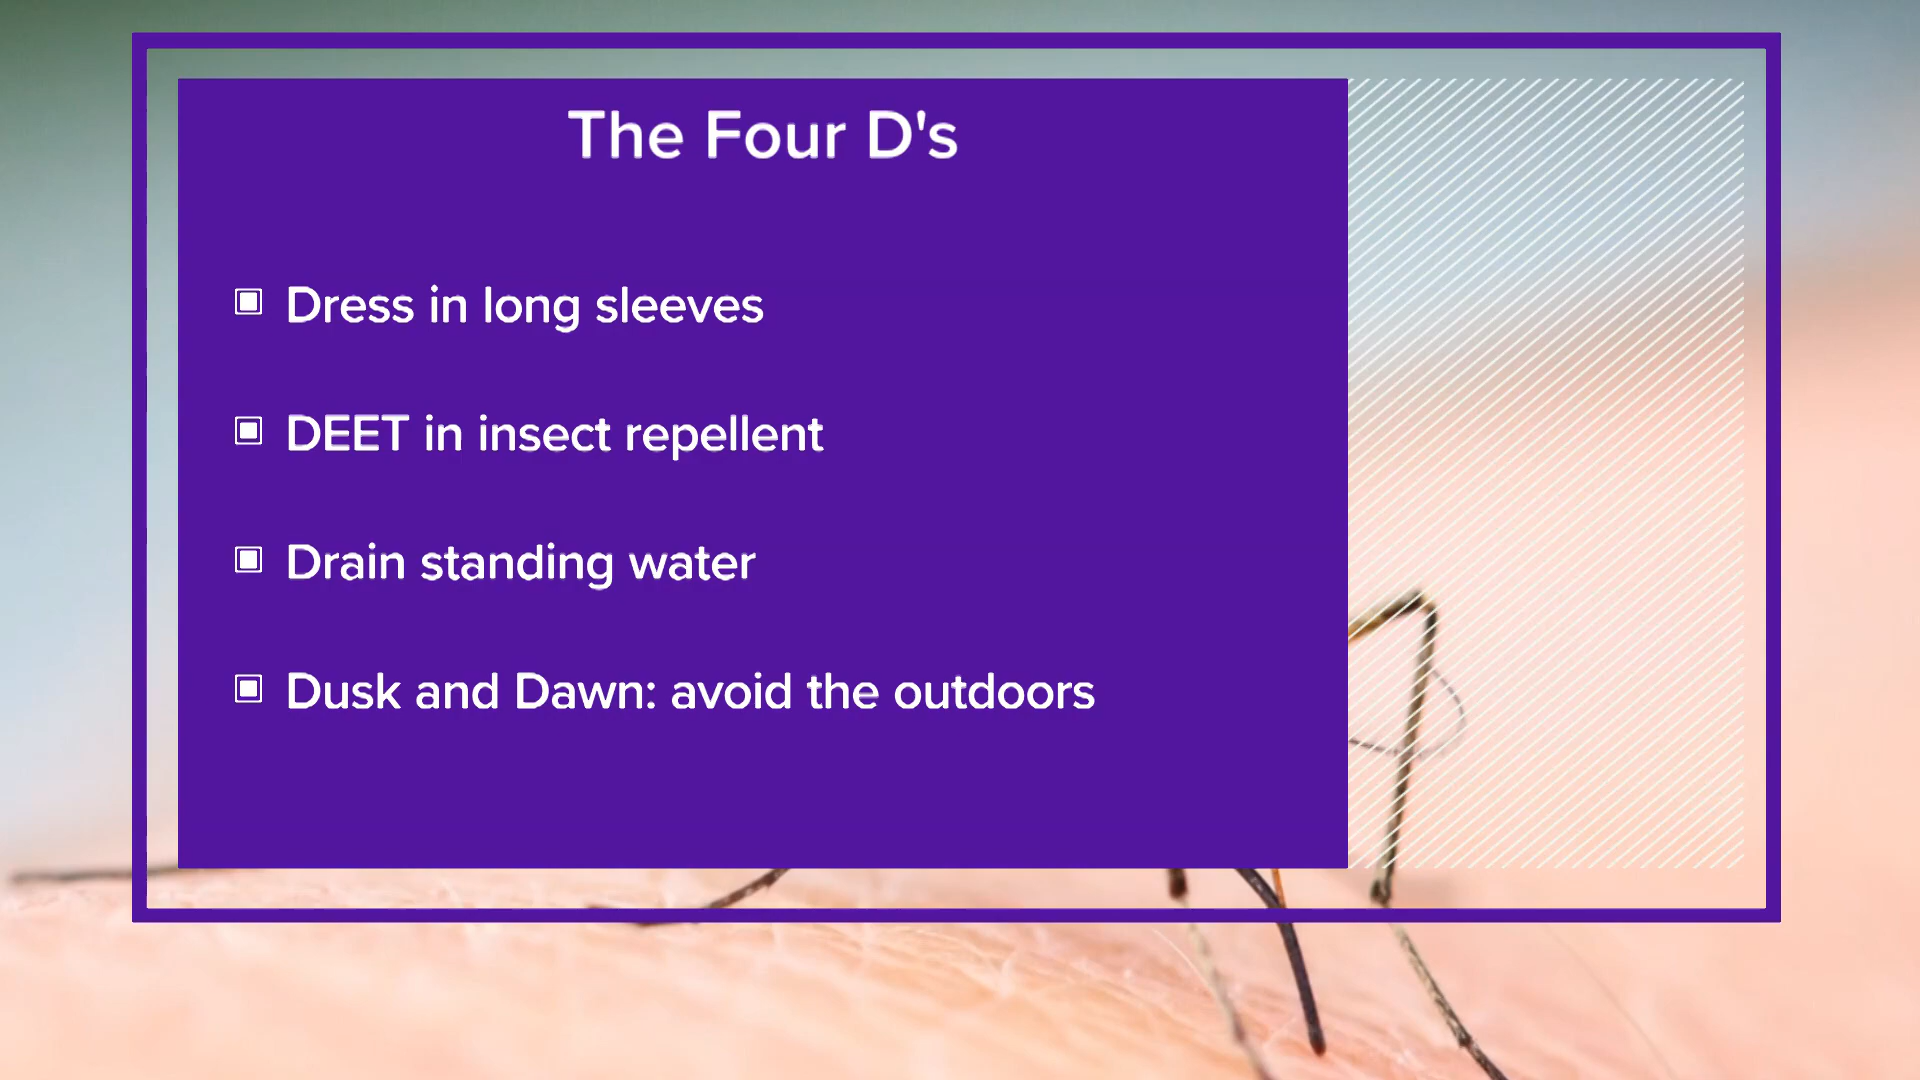 The Four D's
Dress in long sleeves
DEET in insect repellent
Drain standing water
Dusk and Dawn: avoid the outdoors